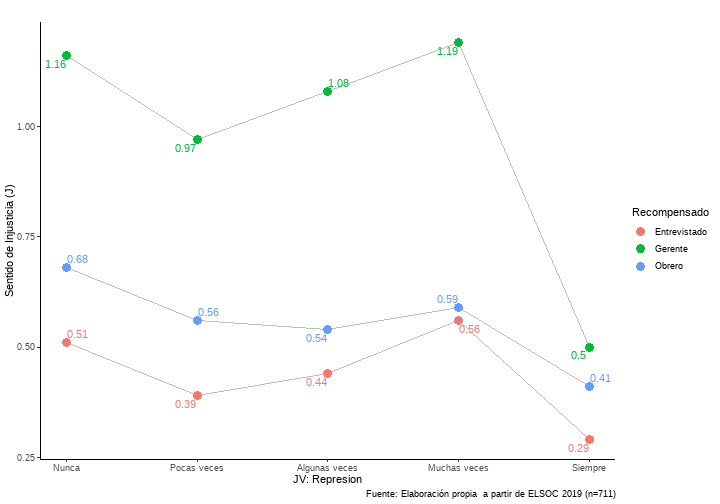 1.16
1.19
1.08
1.00
0.97
Recompensado
Entrevistado
Gerente
Obrero
Sentido de Injusticia (J)
0.75
0.68
0.59
0.56
0.54
0.51
0.56
0.50
0.5
0.44
0.41
0.39
0.29
0.25
Nunca Pocas veces Algunas veces Muchas veces Siempre
JV: Represion
Fuente: Elaboración propia  a partir de ELSOC 2019 (n=711)